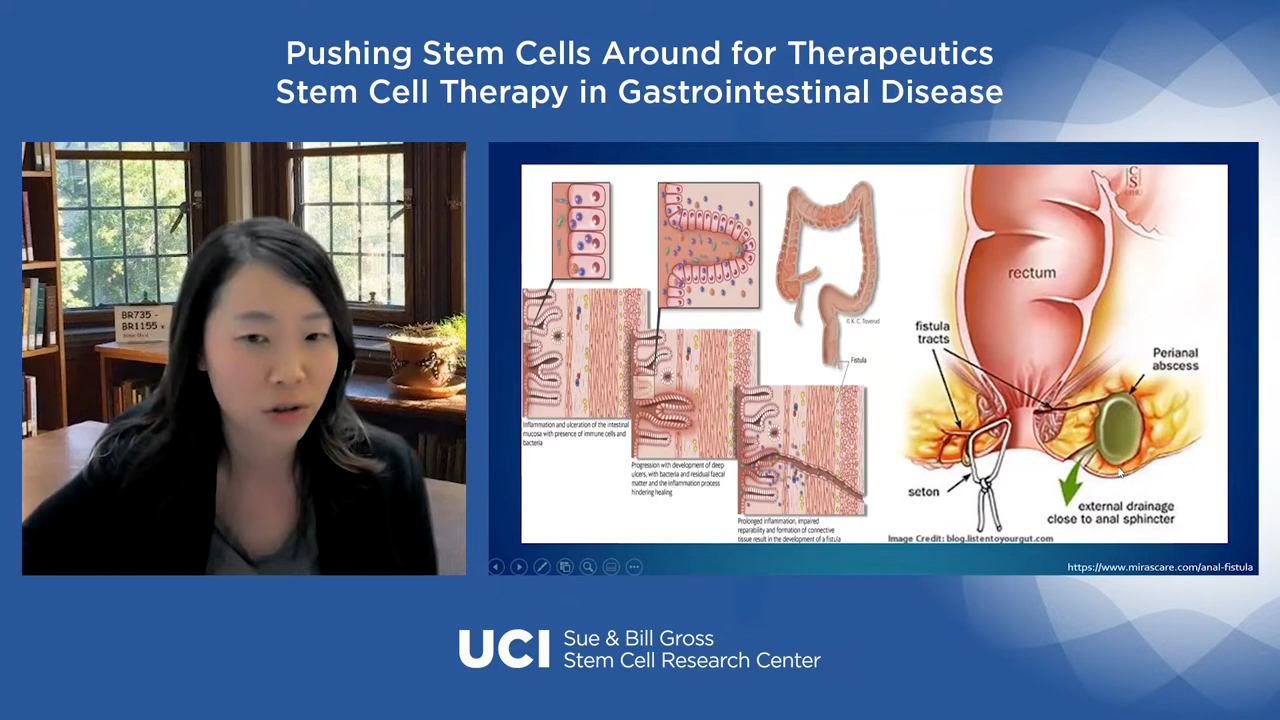 Pushing Stem Cells Around for Therapeutics
Stem Cell Therapy in Gastrointestinal Disease
BR735 -
BR1155
© K. C. Toverud
Fistula
Inflammation and ulceration of the intestinal
mucosa with presence of immune cells and
bacteria
Progression with development of deep
ulcers, with bacteria and residual faecal
matter and the inflammation process
hindering healing
Prolonged inflammation, impaired
reparability and formation of connective
tissue result in the development of a fistula
C
S
rectum
fistula
tracts
Perianal
abscess
seton
external drainage
close to anal sphincter
Image Credit: blog.listentoyourgut.com
https://www.mirascare.com/anal-fistula
UCI
Sue & Bill Gross
Stem Cell Research Center